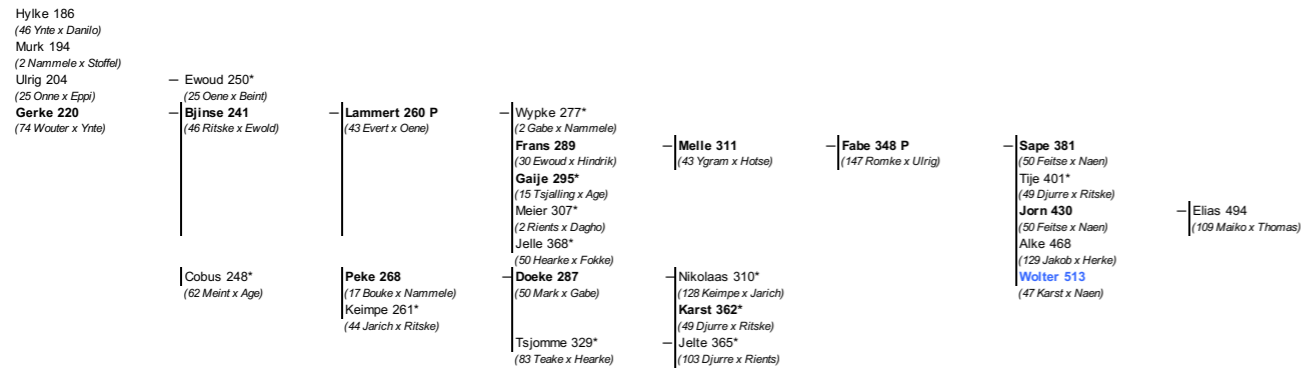 Hylke 186
(46 Ynte x Danilo)
Murk 194
(2 Nammele x Stoffel)
Ulrig 204
(25 Onne x Eppi)
Gerke 220
(74 Wouter x Ynte)
Ewoud 250*
(25 Oene x Beint)
Bjinse 241
(46 Ritske x Ewold)
Cobus 248*
(62 Meint x Age)
Lammert 260 P
(43 Evert x Oene)
Peke 268
(17 Bouke x Nammele)
Keimpe 261*
(44 Jarich x Ritske)
Wypke 277*
(2 Gabe x Nammele)
Frans 289
(30 Ewoud x Hindrik)
Gaije 295*
(15 Tsjalling x Age)
Meier 307*
(2 Rients x Dagho)
Jelle 368*
(50 Hearke x Fokke)
Doeke 287
(50 Mark x Gabe)
Tsjomme 329*
(83 Teake x Hearke)
Melle 311
(43 Ygram x Hotse)
Nikolaas 310*
(128 Keimpe x Jarich)
Karst 362*
(49 Djurre x Ritske)
Jelte 365*
(103 Djurre x Rients)
Fabe 348 P
(147 Romke x Ulrig)
Sape 381
(50 Feitse x Naen)
Tije 401*
(49 Djurre x Ritske)
Jorn 430
(50 Feitse x Naen)
Alke 468
(129 Jakob x Herke)
Wolter 513
(47 Karst x Naen)
Elias 494
(109 Maiko x Thomas)